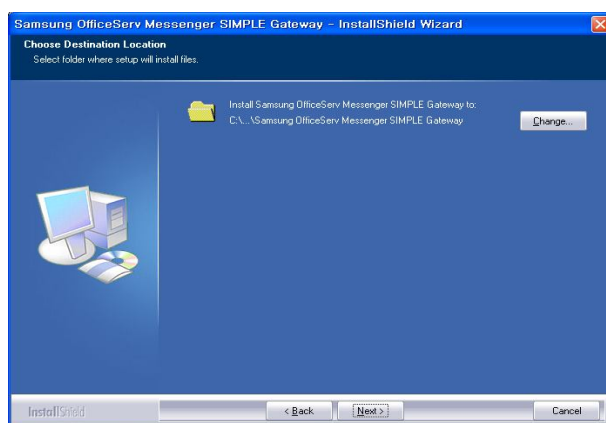 Samsung OfficeServ Messenger SIMPLE Gateway - InstallShield Wizard
Choose Destination Location
Select folder where setup will install files.
Install Samsung OfficeServ Messenger SIMPLE Gateway to:
C:\...\Samsung OfficeServ Messenger SIMPLE Gateway
Change...
InstallShield
< Back
Next >
Cancel